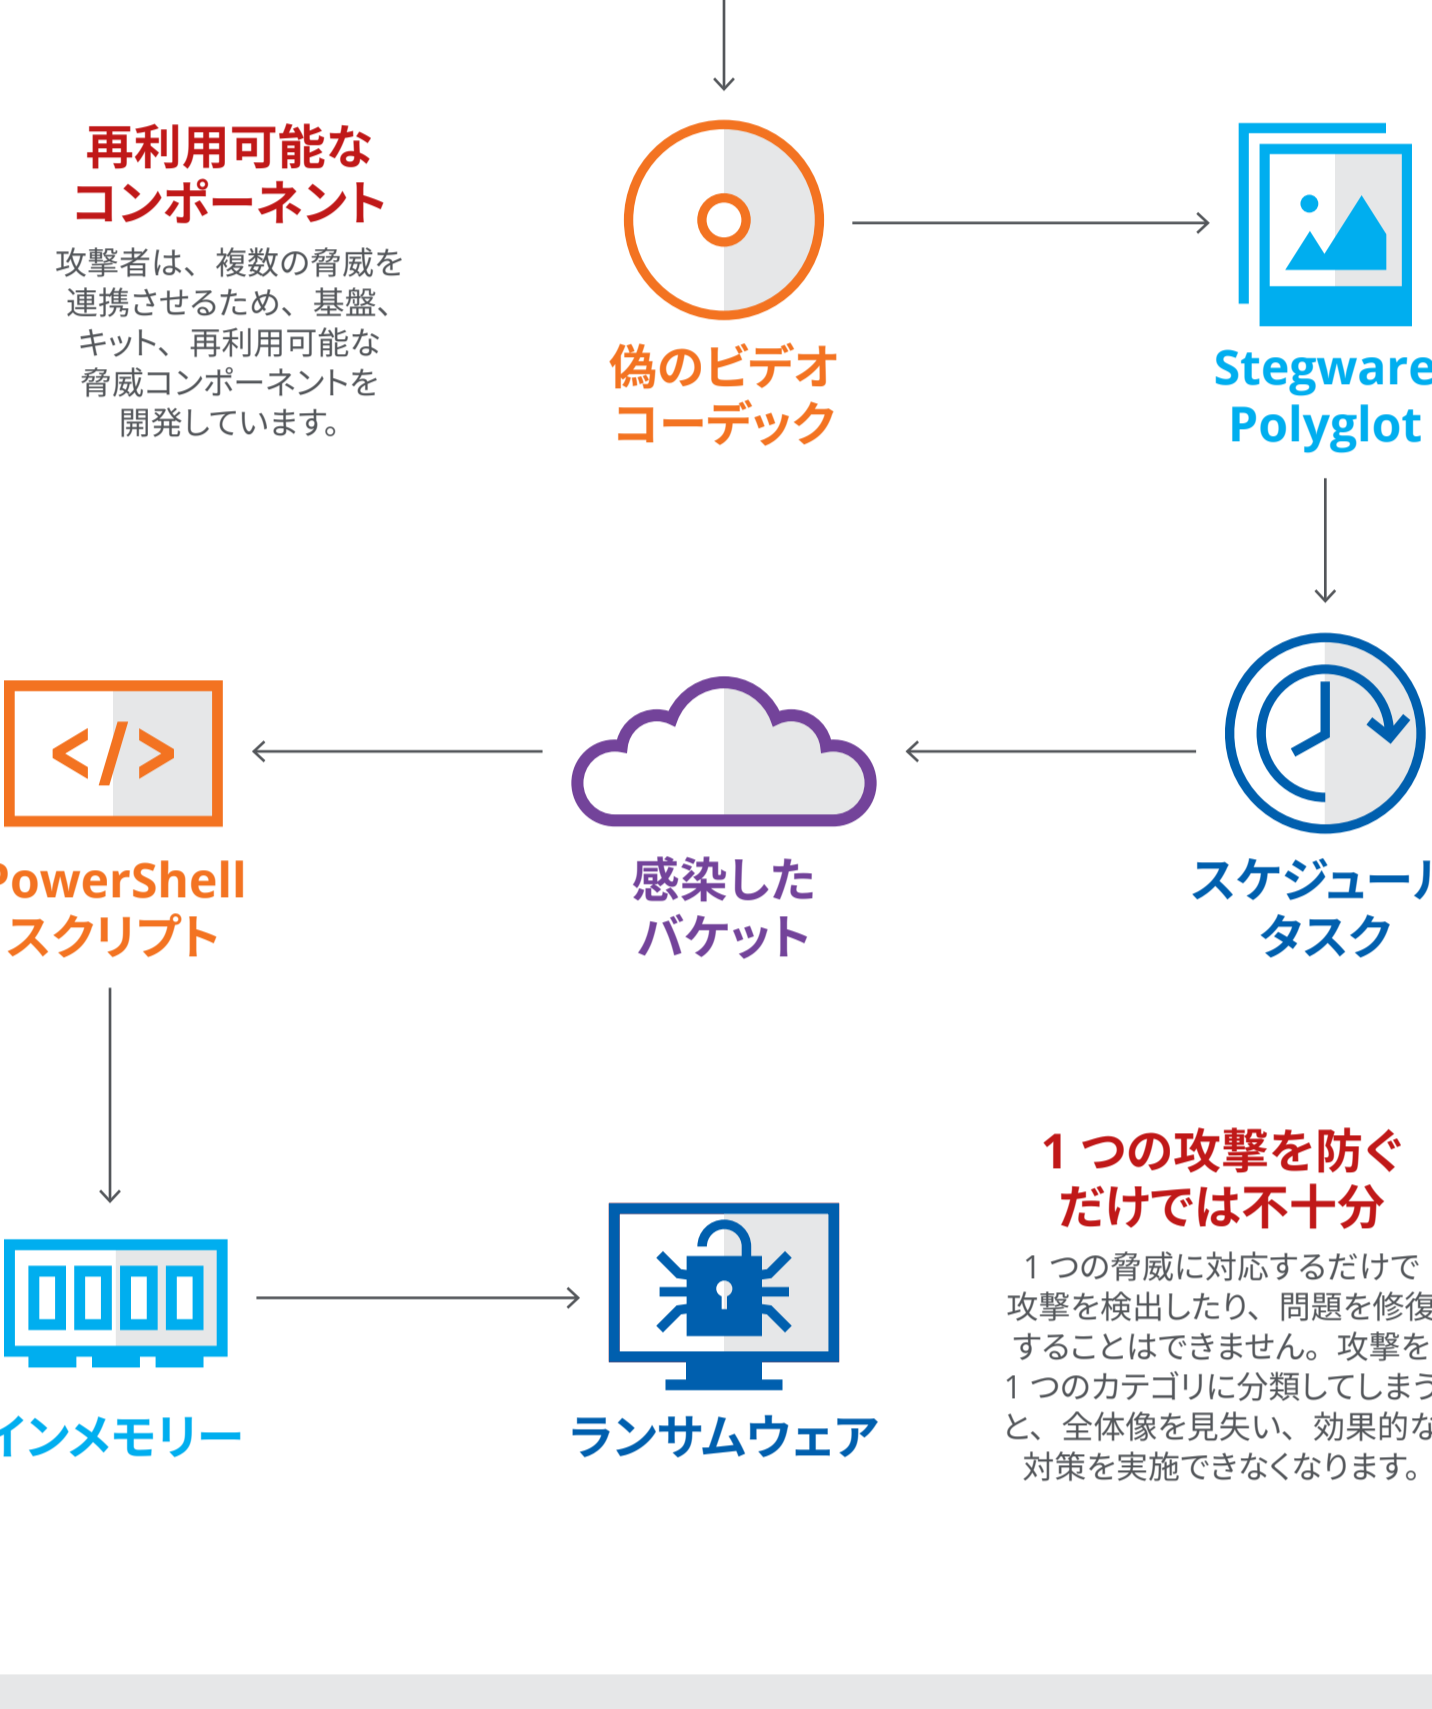 再利用可能な
コンポーネント
攻撃者は、複数の脅威を
連携させるため、基盤、
キット、再利用可能な
脅威コンポーネントを
開発しています。
偽のビデオ
コーデック
Stegware
Polyglot
PowerShell
スクリプト
感染した
バケット
スケジュール
タスク
インメモリー
ランサムウェア
1 つの攻撃を防ぐ
だけでは不十分
1 つの脅威に対応するだけで
攻撃を検出したり、問題を修復
することはできません。攻撃を
1 つのカテゴリに分類してしまう
と、全体像を見失い、効果的な
対策を実施できなくなります。